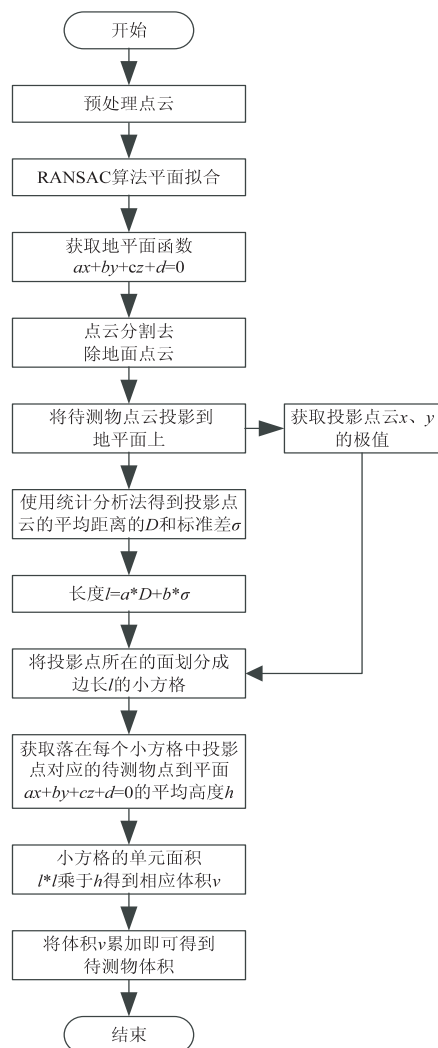 开始
预处理点云
RANSAC算法平面拟合
获取地平面函数
ax+by+cz+d=0
点云分割去
除地面点云
将待测物点云投影到
地平面上
获取投影点云x、y
的极值
使用统计分析法得到投影点
云的平均距离的D和标准差σ
长度l=a*D+b*σ
将投影点所在的面划分成
边长l的小方格
获取落在每个小方格中投影
点对应的待测物点到平面
ax+by+cz+d=0的平均高度h
小方格的单元面积
l*l乘于h得到相应体积v
将体积v累加即可得到
待测物体积
结束